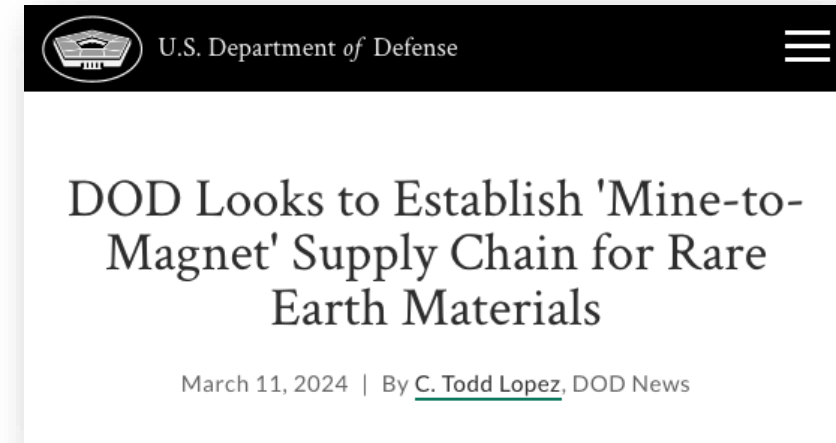 U.S. Department of Defense
DOD Looks to Establish 'Mine-to-
Magnet' Supply Chain for Rare
Earth Materials
March 11, 2024 | By C. Todd Lopez, DOD News